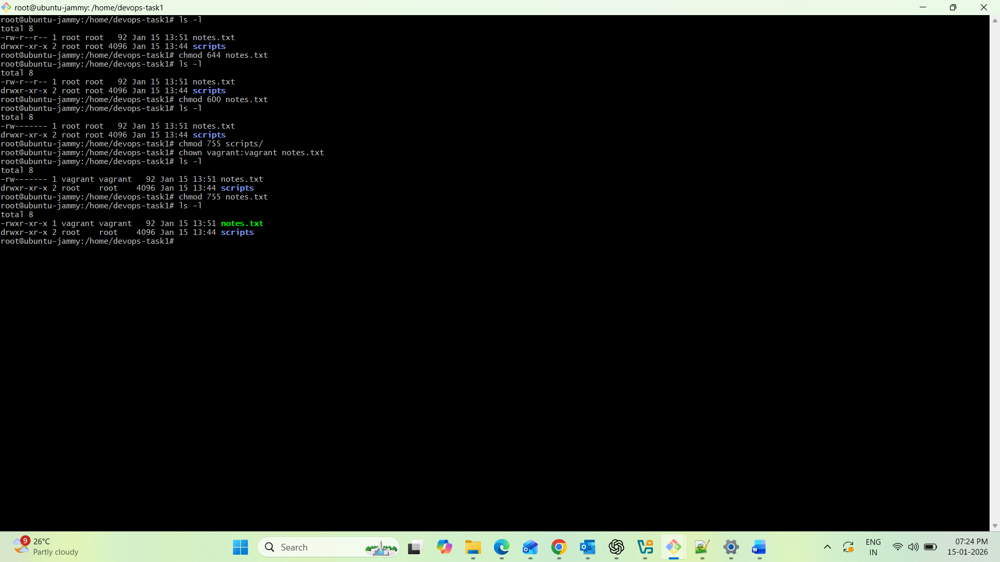 root@ubuntu-jammy: /home/devops-task1
root@ubuntu-jammy:/home/devops-task1# ls -l
total 8
-rw-r--r-- 1 root root   92 Jan 15 13:51 notes.txt
drwxr-xr-x 2 root root 4096 Jan 15 13:44 scripts
root@ubuntu-jammy:/home/devops-task1# chmod 644 notes.txt
root@ubuntu-jammy:/home/devops-task1# ls -l
total 8
-rw-r--r-- 1 root root   92 Jan 15 13:51 notes.txt
drwxr-xr-x 2 root root 4096 Jan 15 13:44 scripts
root@ubuntu-jammy:/home/devops-task1# chmod 600 notes.txt
root@ubuntu-jammy:/home/devops-task1# ls -l
total 8
-rw------- 1 root root   92 Jan 15 13:51 notes.txt
drwxr-xr-x 2 root root 4096 Jan 15 13:44 scripts
root@ubuntu-jammy:/home/devops-task1# chmod 755 scripts/
root@ubuntu-jammy:/home/devops-task1# chown vagrant:vagrant notes.txt
root@ubuntu-jammy:/home/devops-task1# ls -l
total 8
-rw------- 1 vagrant vagrant   92 Jan 15 13:51 notes.txt
drwxr-xr-x 2 root    root    4096 Jan 15 13:44 scripts
root@ubuntu-jammy:/home/devops-task1# chmod 755 notes.txt
root@ubuntu-jammy:/home/devops-task1# ls -l
total 8
-rwxr-xr-x 1 vagrant vagrant   92 Jan 15 13:51 notes.txt
drwxr-xr-x 2 root    root    4096 Jan 15 13:44 scripts
root@ubuntu-jammy:/home/devops-task1#
9
26°C
Partly cloudy
Search
ENG
IN
07:24 PM
15-01-2026